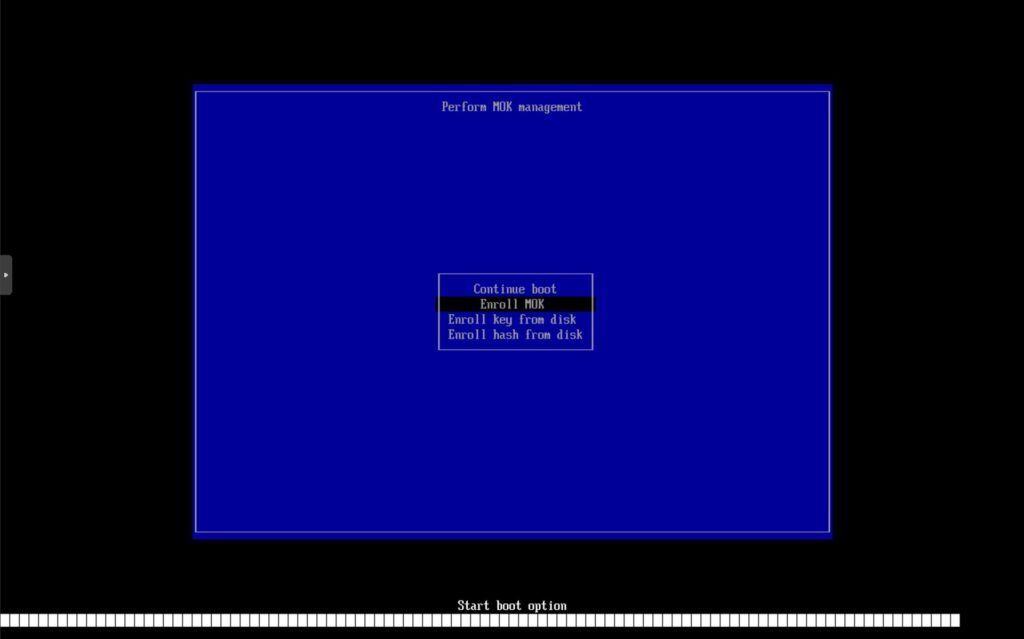 Perform MOK management
Continue boot
Enroll MOK
Enroll key from disk
Enroll hash from disk
Start boot option